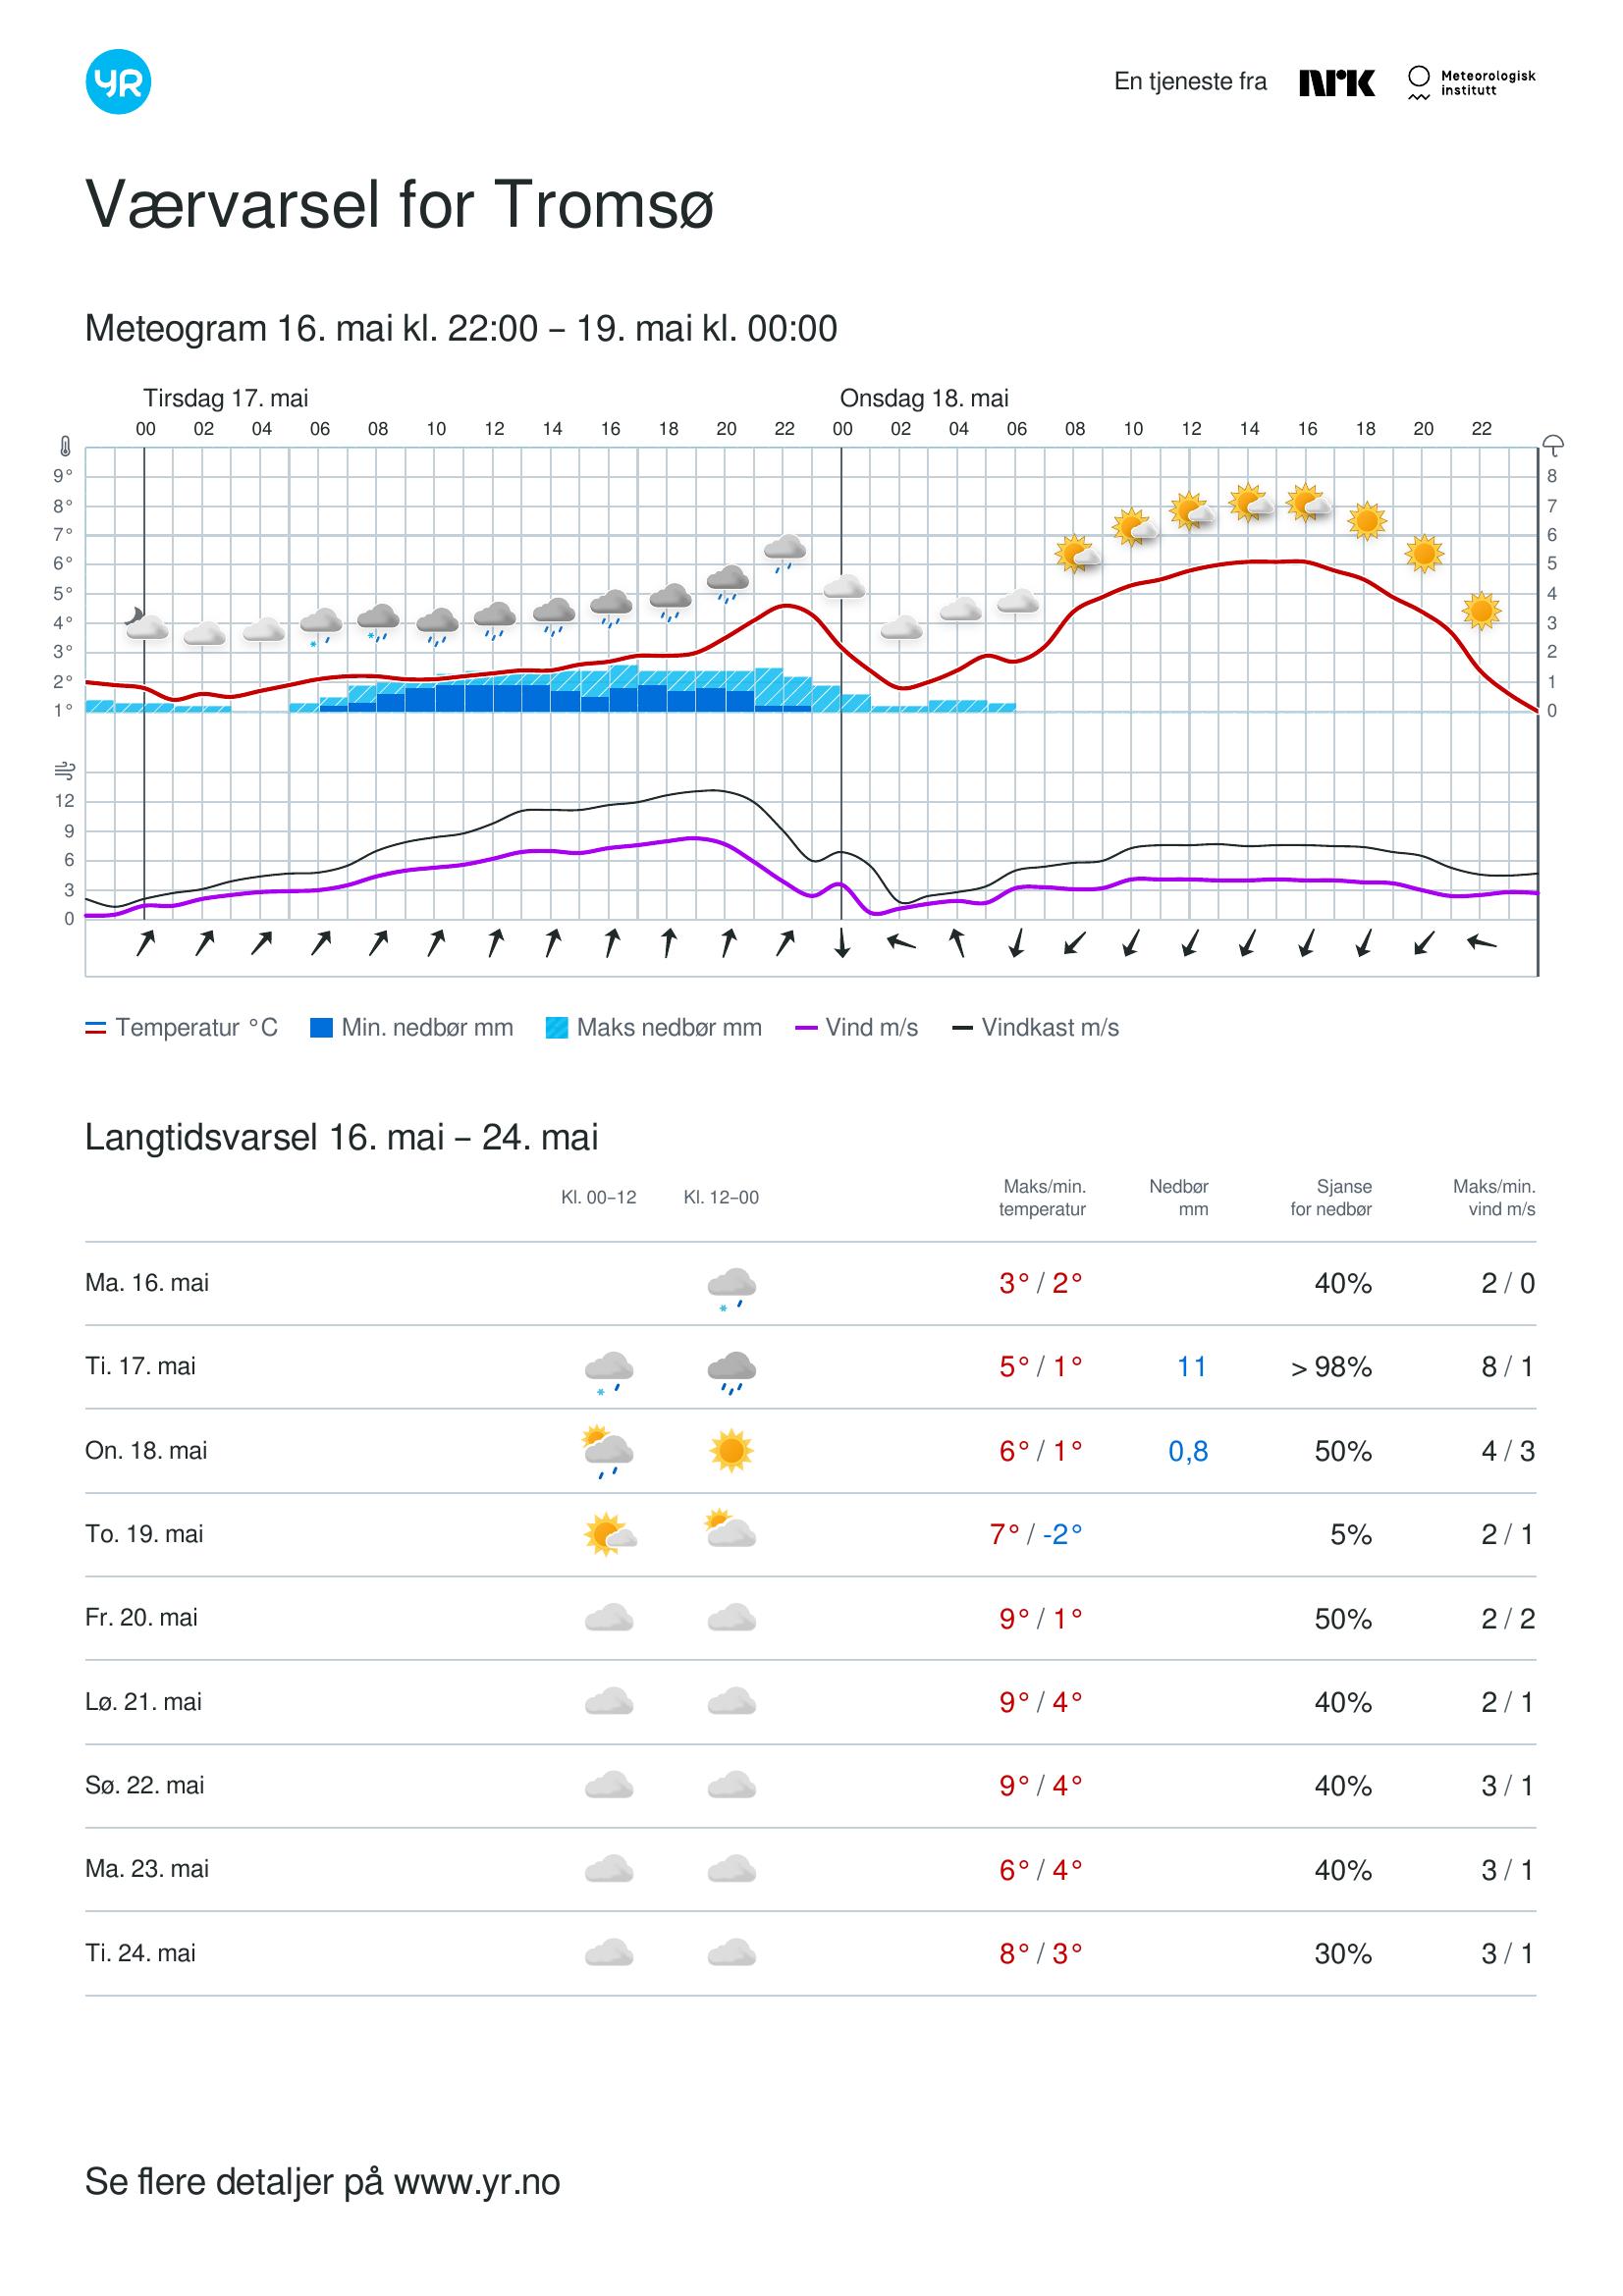 YR
En tjeneste fra NRK Meteorologisk
institutt
Værvarsel for Tromsø
Meteogram 16. mai kl. 22:00 – 19. mai kl. 00:00
Tirsdag 17. mai Onsdag 18. mai
00 02 04 06 08 10 12 14 16 18 20 22 00 02 04 06 08 10 12 14 16 18 20 22
9° 8
8° 7
7° 6
6° 5
5° 4
4° 3
3° 2
2° 1
1° 0
12
9
6
3
0
Temperatur °C Min. nedbør mm Maks nedbør mm Vind m/s Vindkast m/s
Langtidsvarsel 16. mai – 24. mai
Kl. 00–12 Kl. 12–00 Maks/min. temperatur Nedbør mm Sjanse for nedbør Maks/min. vind m/s
Ma. 16. mai 3° / 2° 40% 2 / 0
Ti. 17. mai 5° / 1° 11 > 98% 8 / 1
On. 18. mai 6° / 1° 0,8 50% 4 / 3
To. 19. mai 7° / -2° 5% 2 / 1
Fr. 20. mai 9° / 1° 50% 2 / 2
Lø. 21. mai 9° / 4° 40% 2 / 1
Sø. 22. mai 9° / 4° 40% 3 / 1
Ma. 23. mai 6° / 4° 40% 3 / 1
Ti. 24. mai 8° / 3° 30% 3 / 1
Se flere detaljer på www.yr.no